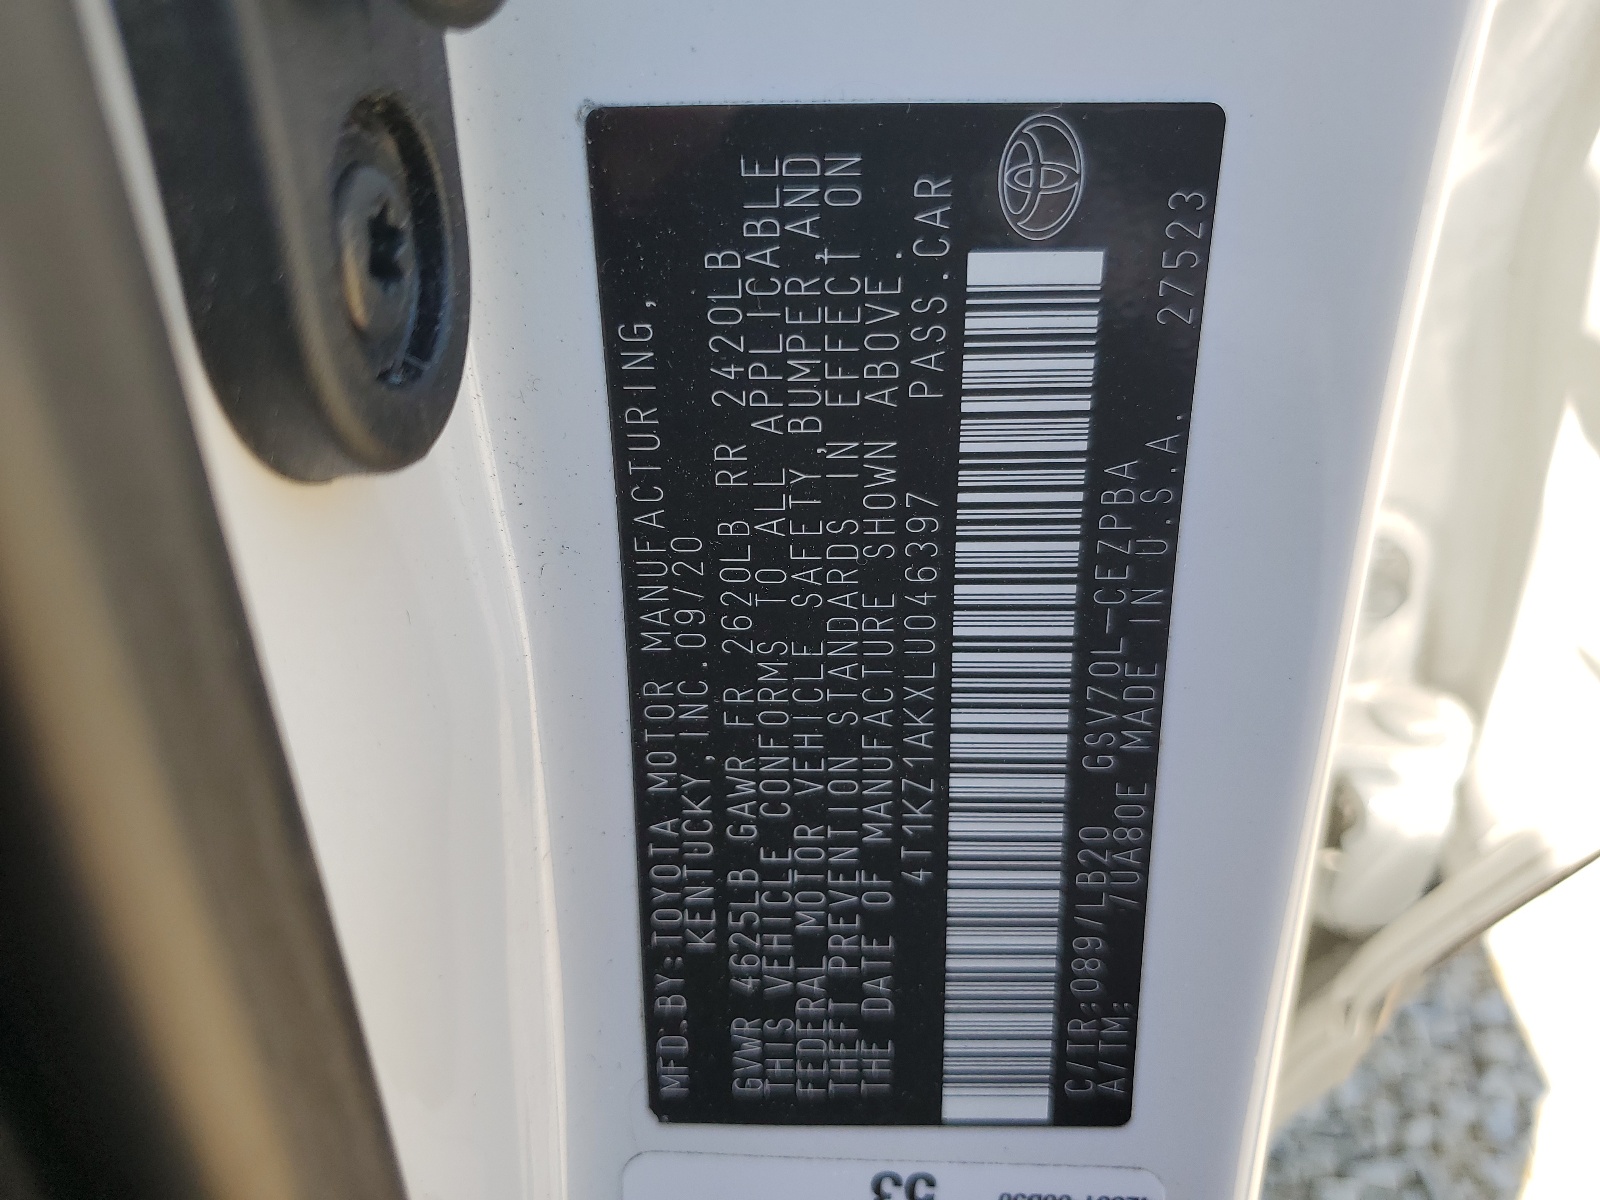 MFD.BY:TOYOTA MOTOR MANUFACTURING,
KENTUCKY,INC.09/20
GVWR 4625LB GAWR FR 2620LB RR 2420LB
THIS VEHICLE CONFORMS TO ALL APPLICABLE
FEDERAL MOTOR VEHICLE SAFETY,BUMPER,AND
THEFT PREVENTION STANDARDS IN EFFECT ON
THE DATE OF MANUFACTURE SHOWN ABOVE.
4T1KZ1AKXLU046397 PASS.CAR
C/TR:089/LB20 GSV70L-CEZPBA
A/TM: /UA80E MADE IN U.S.A. 27523
53